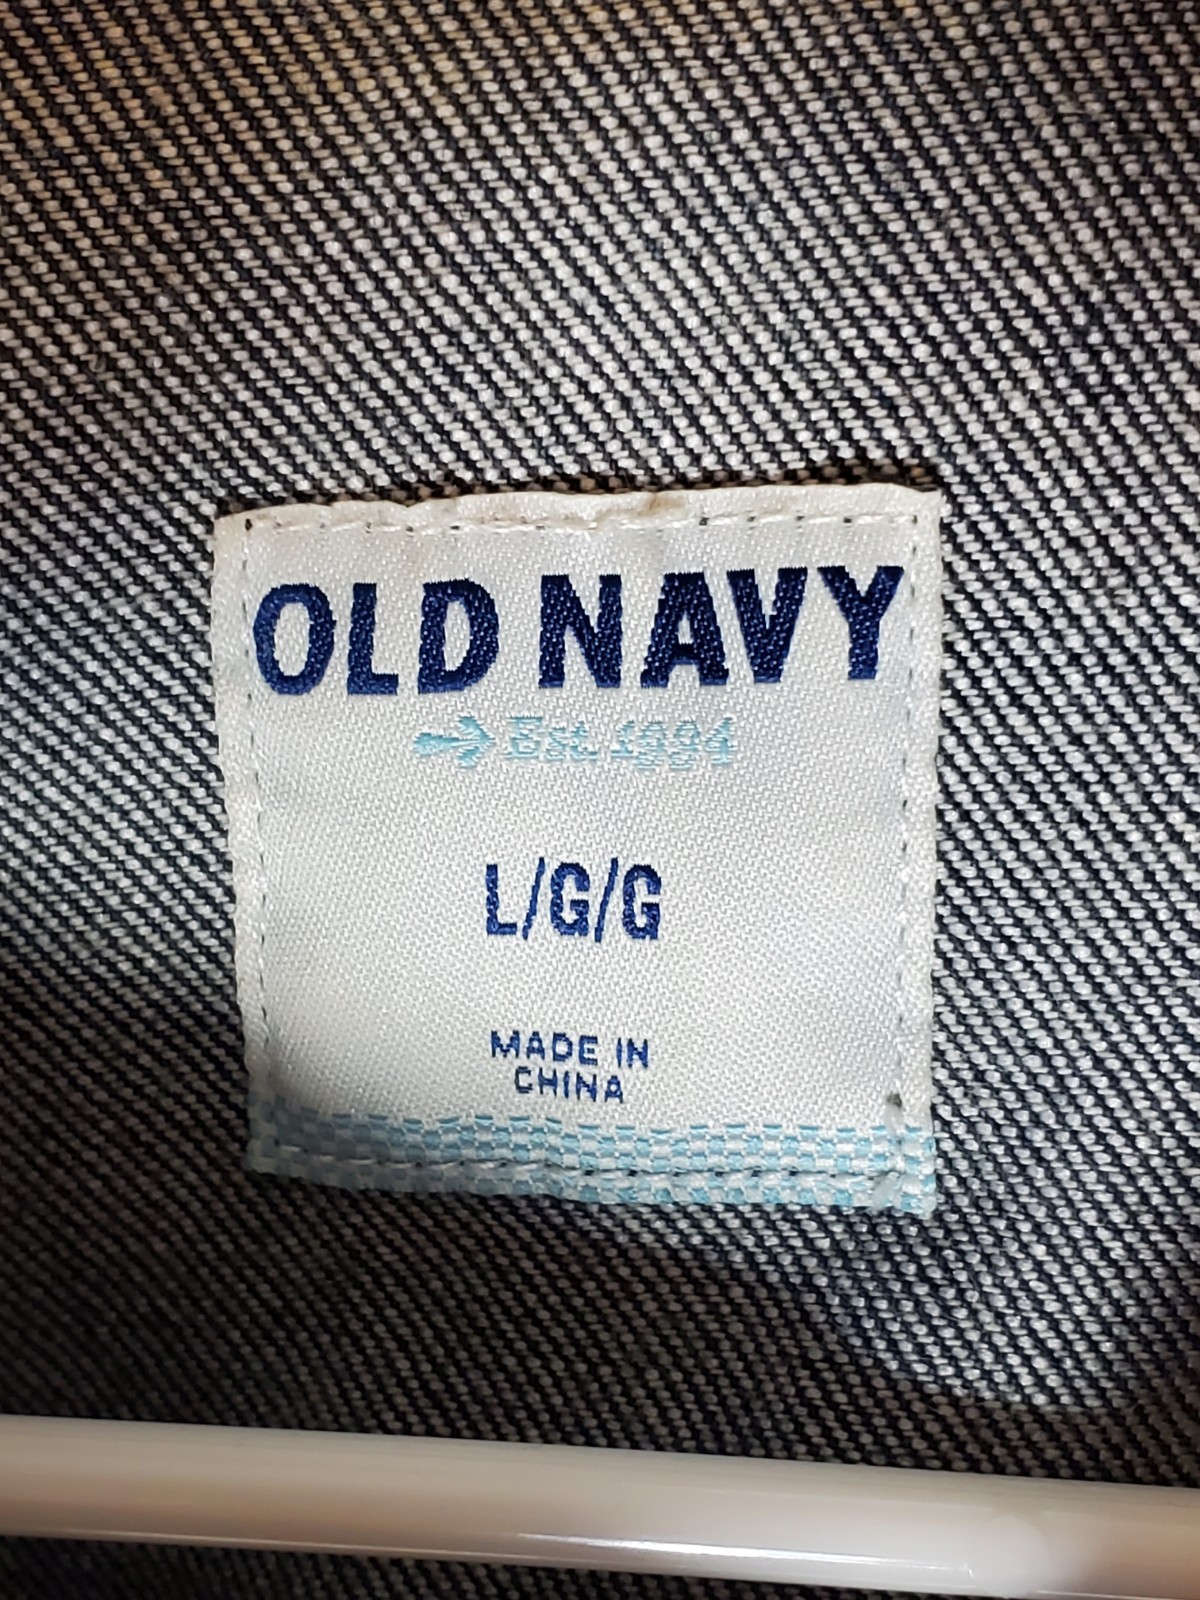 OLD NAVY
Est. 1994
L/G/G
MADE IN
CHINA